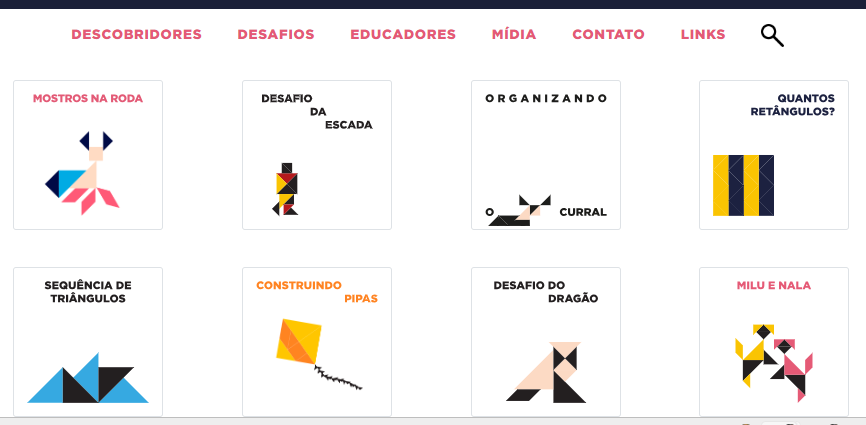 DESCOBRIDORES DESAFIOS EDUCADORES MÍDIA CONTATO LINKS
MOSTROS NA RODA
DESAFIO
DA
ESCADA
ORGANIZANDO
O CURRAL
QUANTOS
RETÂNGULOS?
SEQUÊNCIA DE
TRIÂNGULOS
CONSTRUINDO
PIPAS
DESAFIO DO
DRAGÃO
MILU E NALA